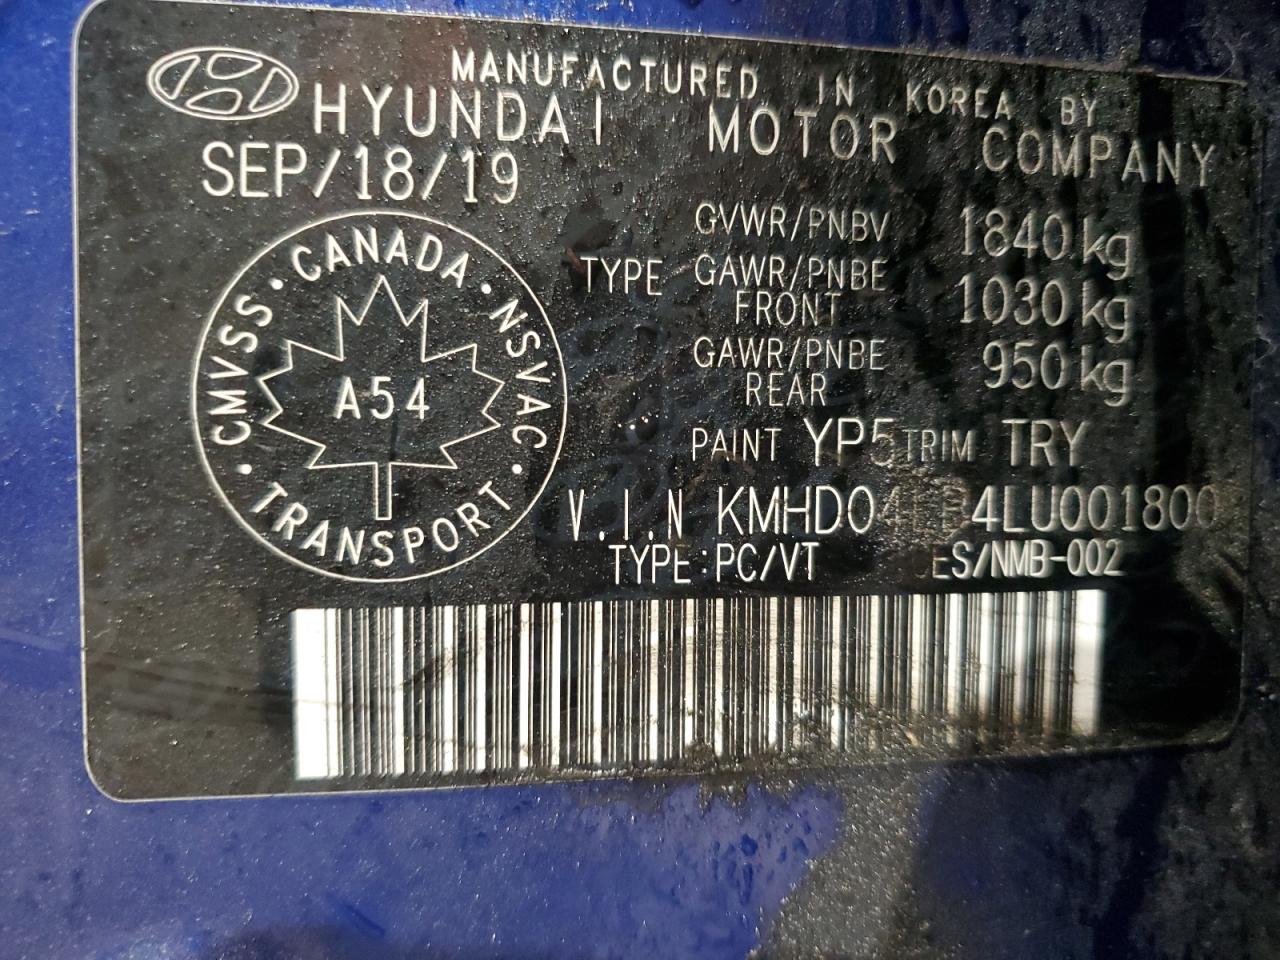 MANUFACTURED IN KOREA BY
HYUNDAI MOTOR COMPANY
SEP/18/19
CMVSS · CANADA · NSVAC · TRANSPORT ·
A54
GVWR/PNBV 1840 kg
TYPE GAWR/PNBE FRONT 1030 kg
GAWR/PNBE REAR 950 kg
PAINT YP5 TRIM TRY
V.I.N
TYPE: PC/VT